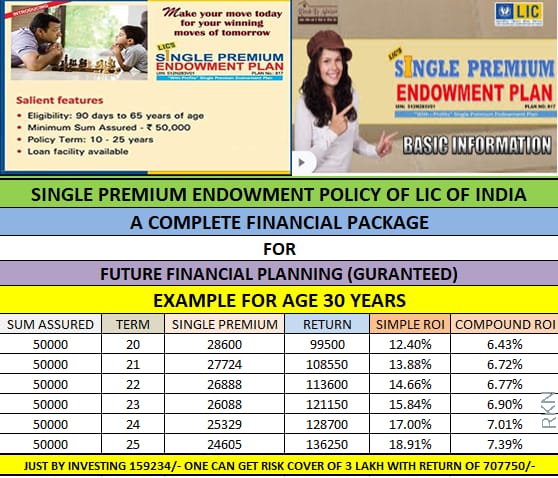 INTRODUCING
Make your move today
for your winning
moves of tomorrow
LIC's
SINGLE PREMIUM
ENDOWMENT PLAN
UIN: 512N283V01 PLAN No.: 817
"With Profits" Single Premium Endowment Plan
Salient features
• Eligibility: 90 days to 65 years of age
• Minimum Sum Assured - ₹ 50,000
• Policy Term: 10 - 25 years
• Loan facility available
LIC
LIC's
SINGLE PREMIUM
ENDOWMENT PLAN
UIN: 512N283V01 PLAN NO. 817
"With - Profits" Single Premium Endowment Plan
BASIC INFORMATION
SINGLE PREMIUM ENDOWMENT POLICY OF LIC OF INDIA
A COMPLETE FINANCIAL PACKAGE
FOR
FUTURE FINANCIAL PLANNING (GURANTEED)
EXAMPLE FOR AGE 30 YEARS
SUM ASSURED TERM SINGLE PREMIUM RETURN SIMPLE ROI COMPOUND ROI
50000 20 28600 99500 12.40% 6.43%
50000 21 27724 108550 13.88% 6.72%
50000 22 26888 113600 14.66% 6.77%
50000 23 26088 121150 15.84% 6.90%
50000 24 25329 128700 17.00% 7.01%
50000 25 24605 136250 18.91% 7.39%
RKN
JUST BY INVESTING 159234/- ONE CAN GET RISK COVER OF 3 LAKH WITH RETURN OF 707750/-